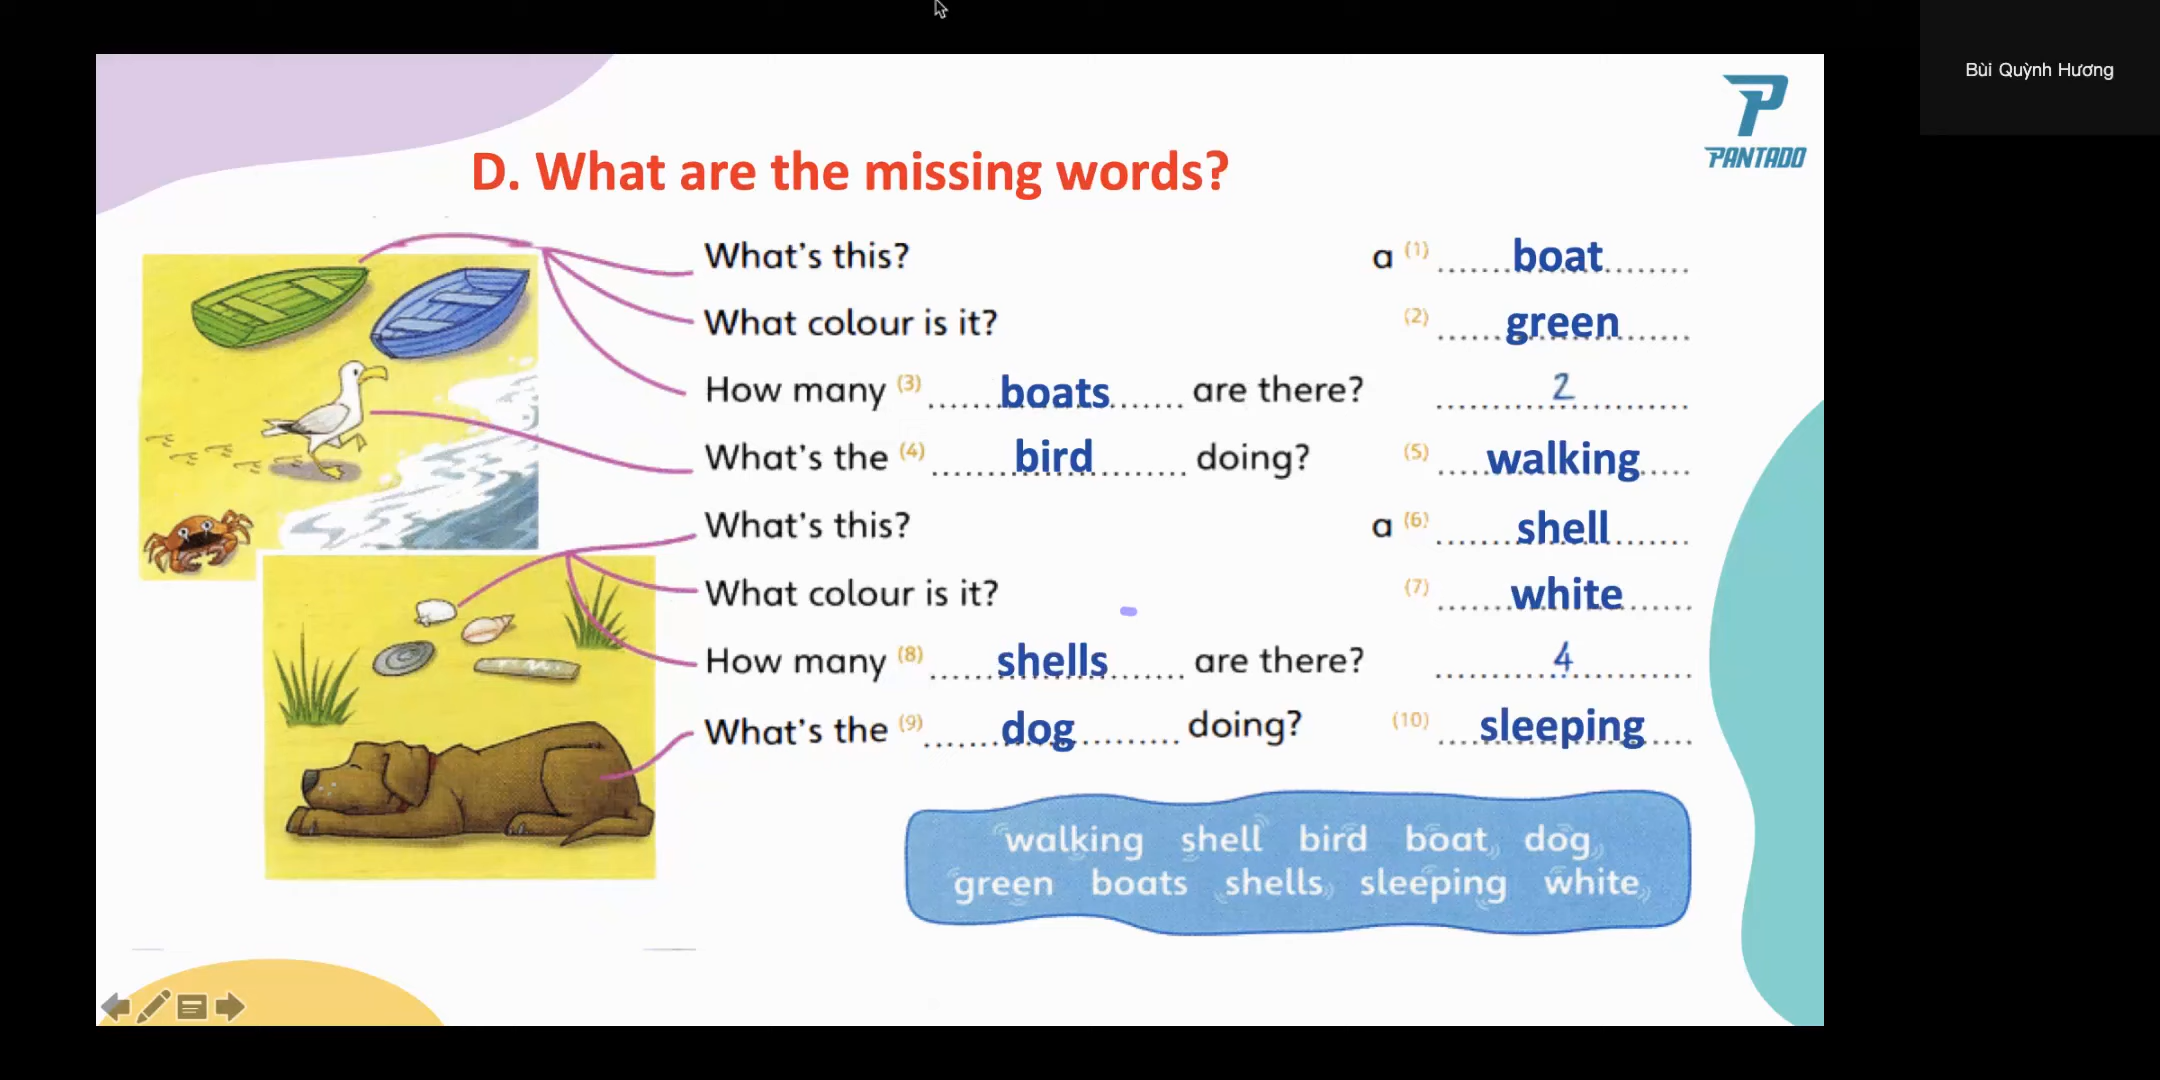 Bùi Quỳnh Hương
PANTADO
D. What are the missing words?
What's this? a (1) boat
What colour is it? (2) green
How many (3) boats are there? 2
What's the (4) bird doing? (5) walking
What's this? a (6) shell
What colour is it? (7) white
How many (8) shells are there? 4
What's the (9) dog doing? (10) sleeping
walking shell bird boat dog
green boats shells sleeping white